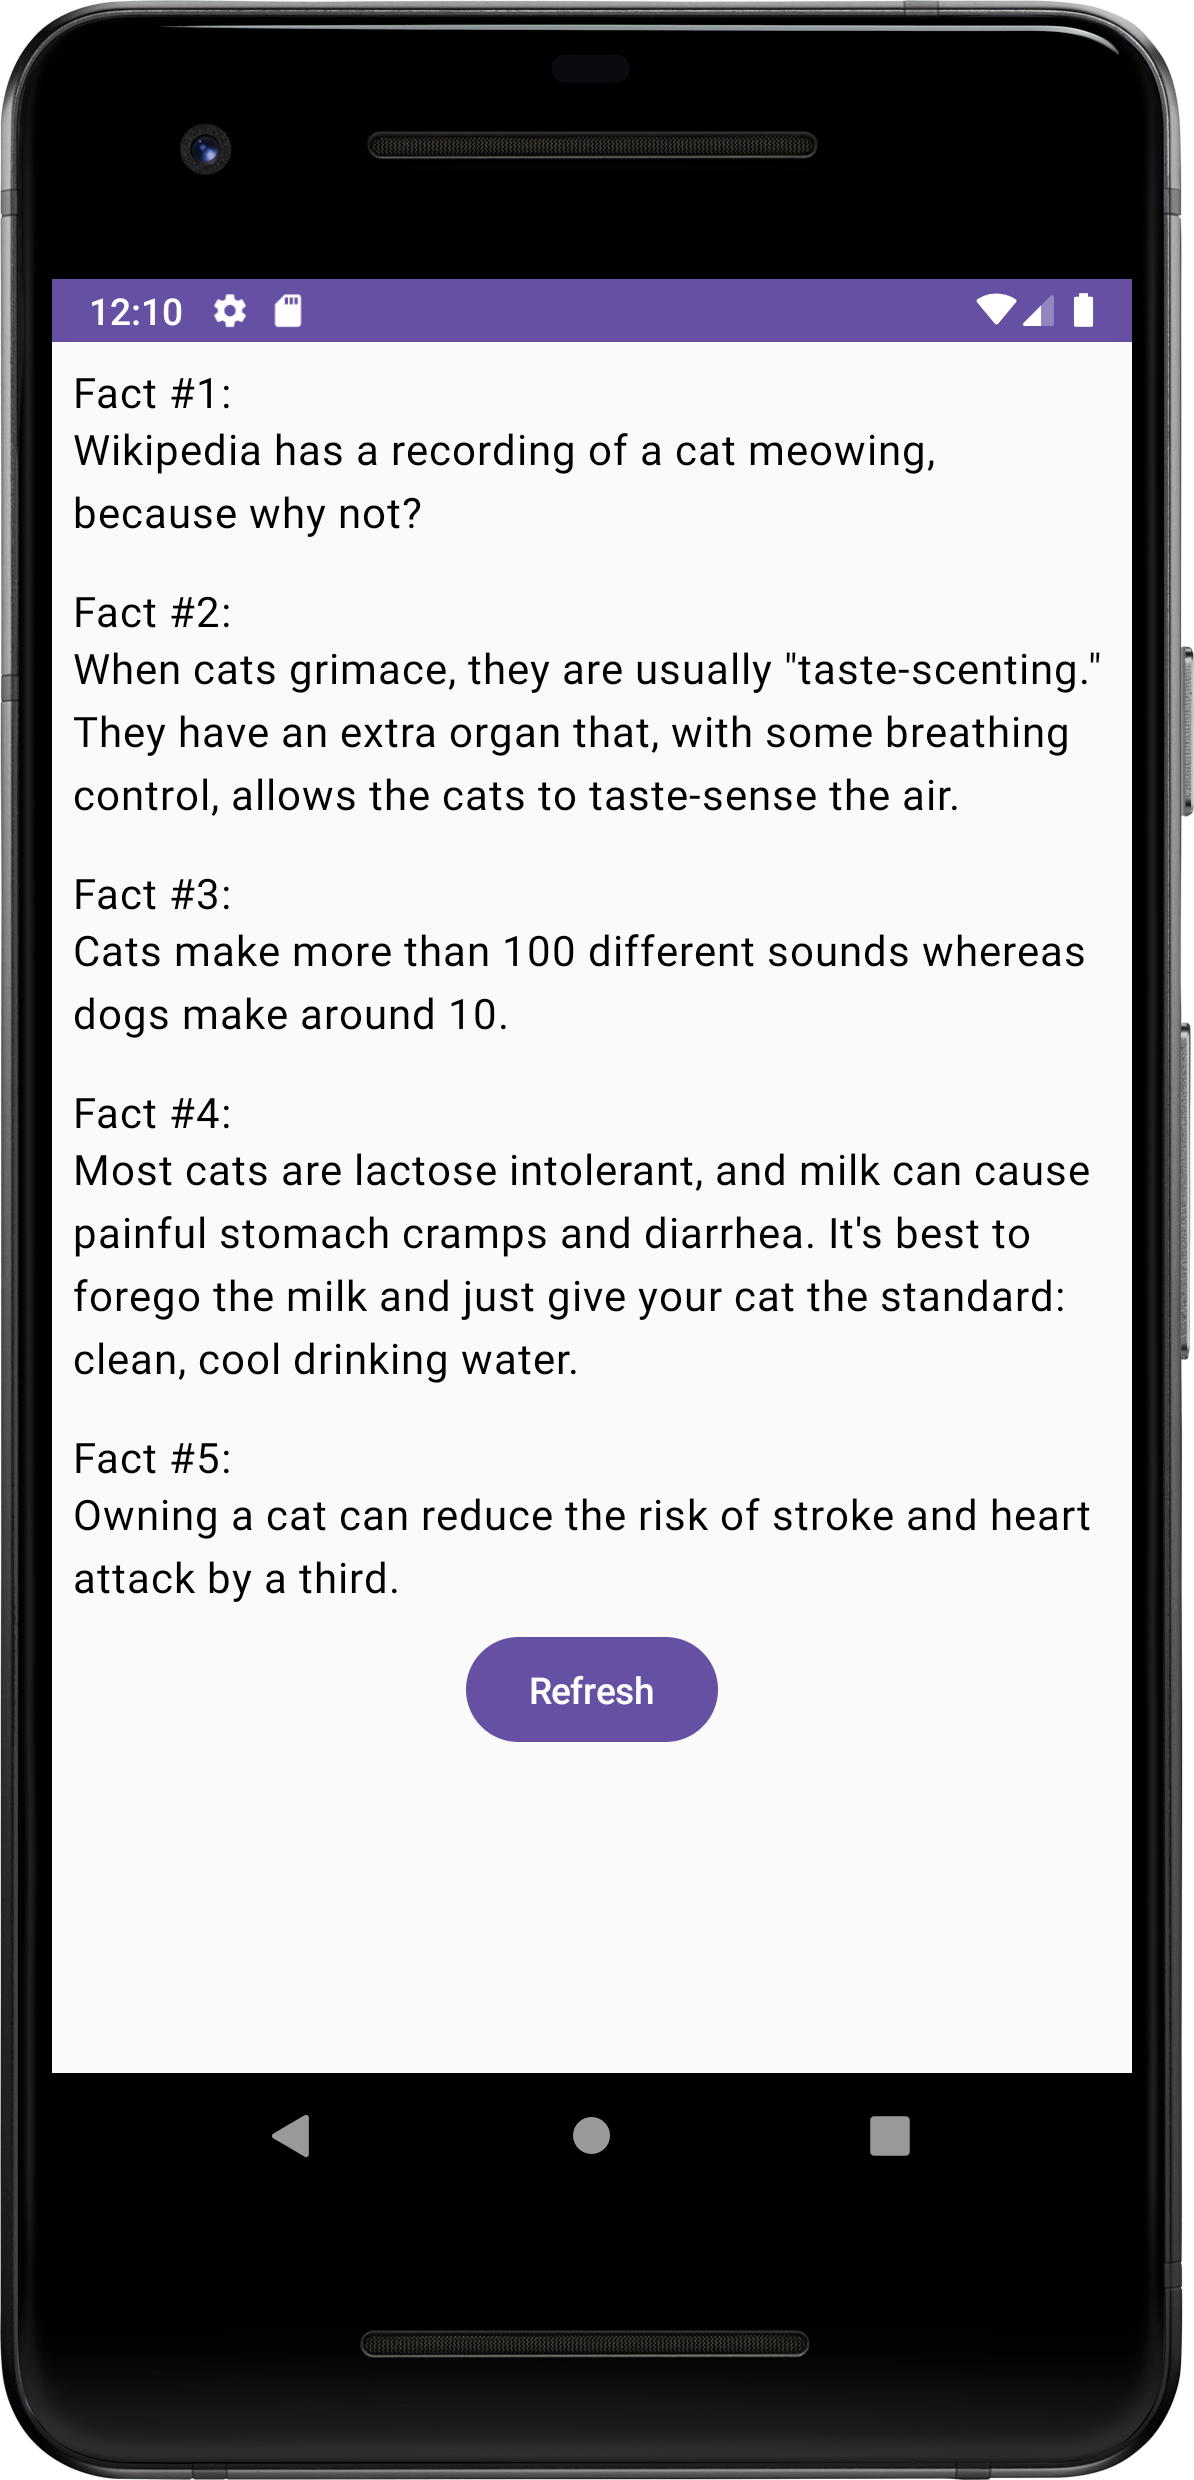 12:10
Fact #1:
Wikipedia has a recording of a cat meowing,
because why not?
Fact #2:
When cats grimace, they are usually "taste-scenting."
They have an extra organ that, with some breathing
control, allows the cats to taste-sense the air.
Fact #3:
Cats make more than 100 different sounds whereas
dogs make around 10.
Fact #4:
Most cats are lactose intolerant, and milk can cause
painful stomach cramps and diarrhea. It's best to
forego the milk and just give your cat the standard:
clean, cool drinking water.
Fact #5:
Owning a cat can reduce the risk of stroke and heart
attack by a third.
Refresh